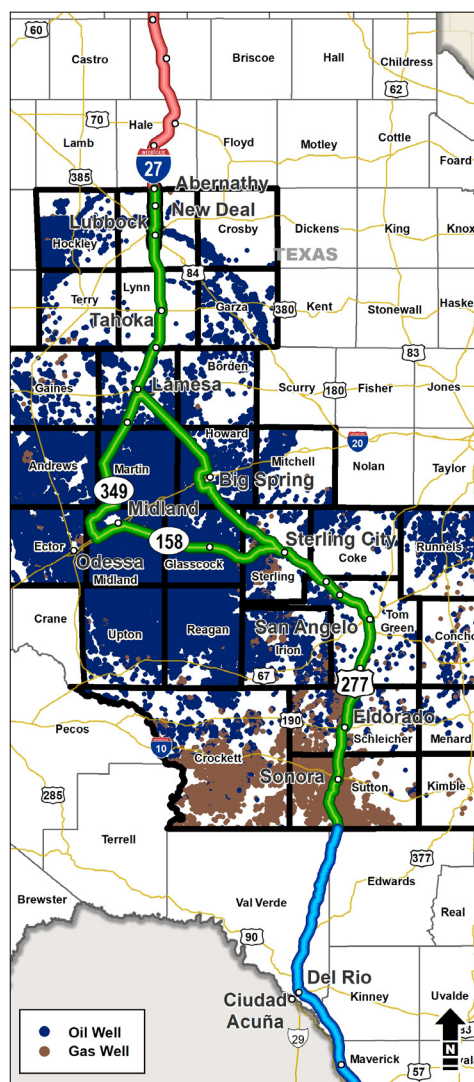 60
Castro
Briscoe
Hall
Childress
62
70
Hale
Lamb
Floyd
Motley
Cottle
Foard
385
INTERSTATE
27
Abernathy
New Deal
Lubbock
Hockley
Crosby
Dickens
King
Knox
TEXAS
84
Lynn
Terry
Garza
380
Kent
Stonewall
Haske
Tahoka
83
Borden
Gaines
Lamesa
Scurry
180
Fisher
Jones
Howard
20
Andrews
Martin
Mitchell
Nolan
Taylor
349
Big Spring
Midland
158
Sterling City
Ector
Odessa
Midland
Glasscock
Sterling
Coke
Runnels
Crane
Upton
Reagan
San Angelo
Irion
Tom
Green
Concho
67
277
190
Eldorado
Pecos
10
Schleicher
Menard
Crockett
Sonora
Sutton
Kimble
285
Terrell
377
Edwards
Brewster
Val Verde
Real
90
Del Rio
Ciudad
Acuña
Kinney
Uvalde
29
Oil Well
Gas Well
N
83
Maverick
57